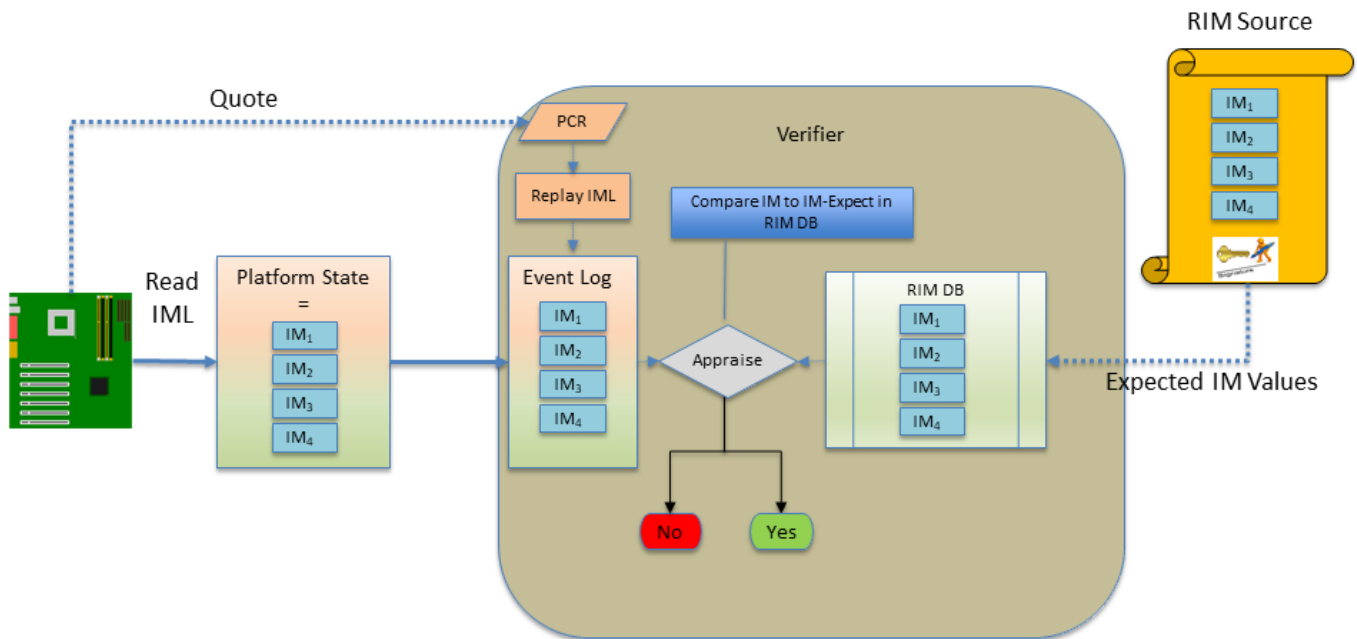 RIM Source
IM₁
IM₂
IM₃
IM₄
Signature
Quote
PCR
Verifier
Replay IML
Compare IM to IM-Expect in
RIM DB
Read
IML
Platform State
=
IM₁
IM₂
IM₃
IM₄
Event Log
IM₁
IM₂
IM₃
IM₄
Appraise
RIM DB
IM₁
IM₂
IM₃
IM₄
Expected IM Values
No
Yes